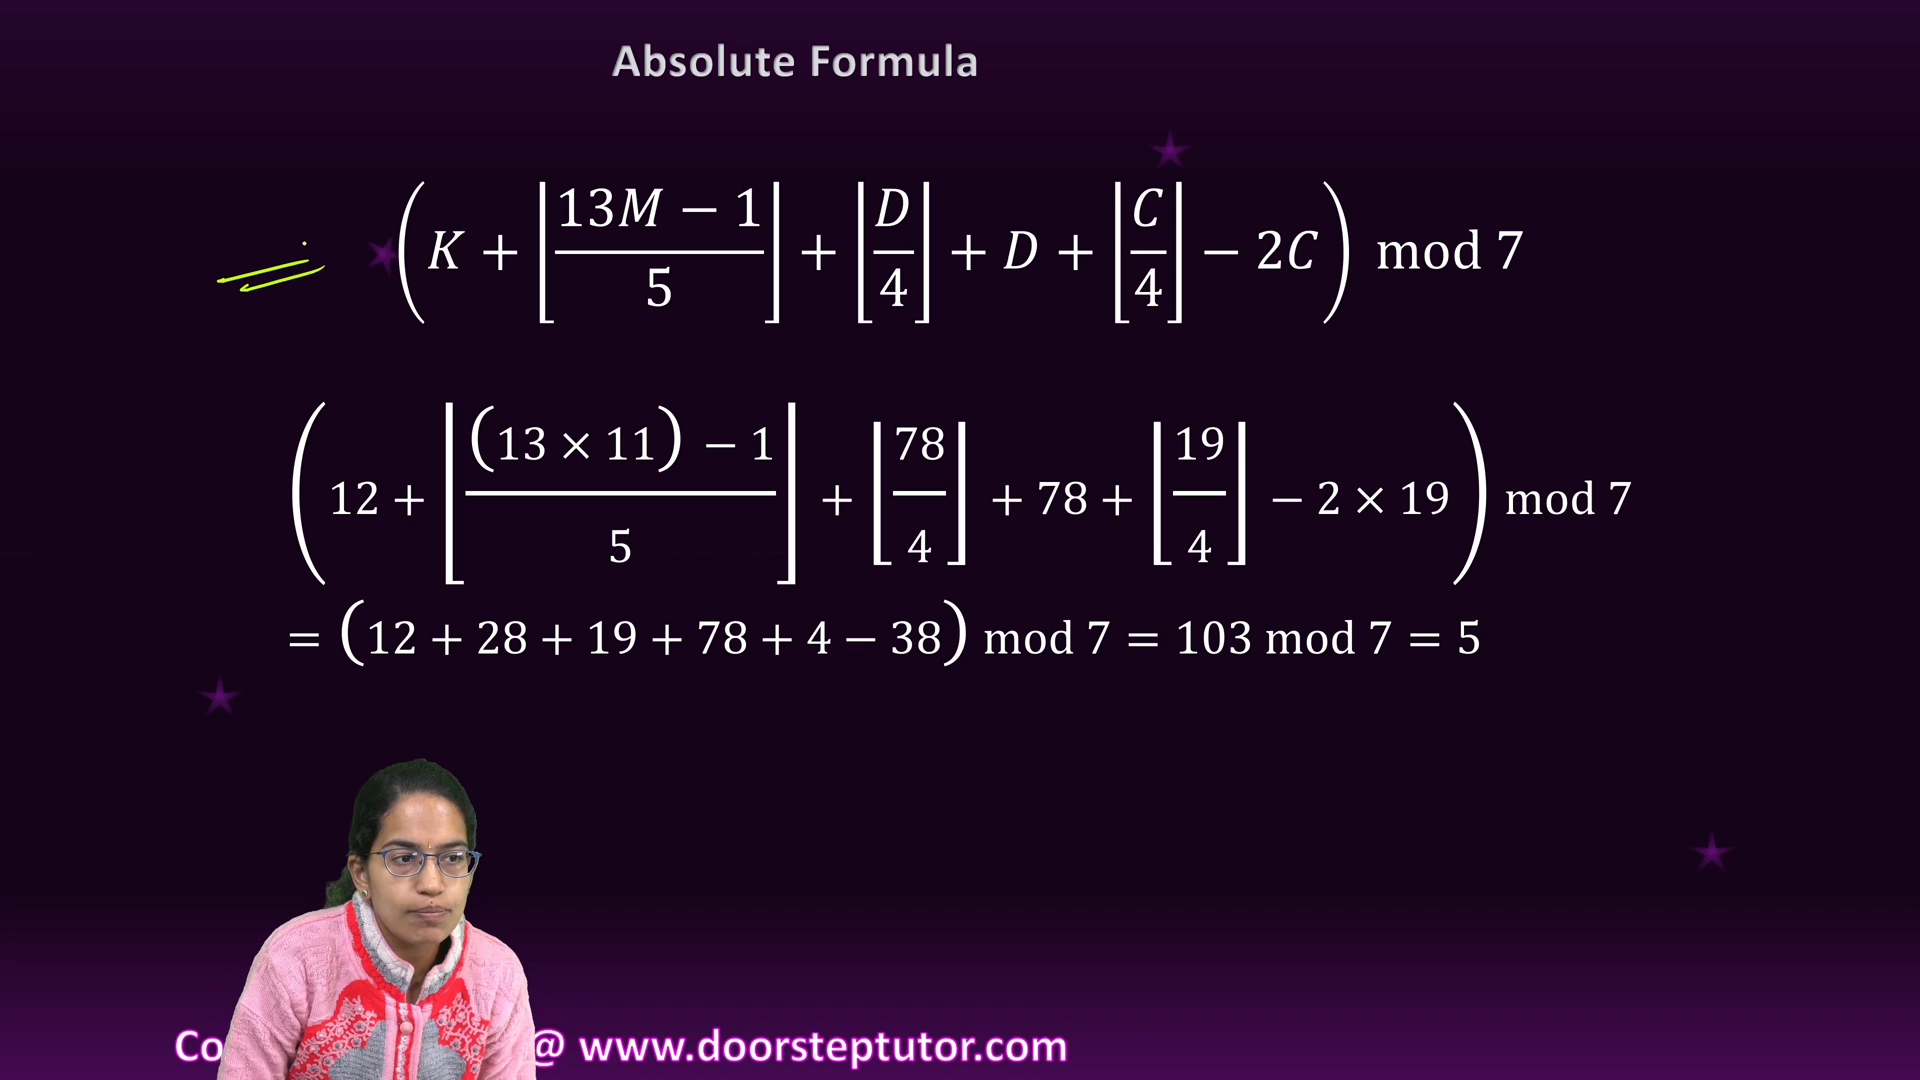 Absolute Formula
(K + ⌊(13M − 1)/5⌋ + ⌊D/4⌋ + D + ⌊C/4⌋ − 2C) mod 7
(12 + ⌊((13 × 11) − 1)/5⌋ + ⌊78/4⌋ + 78 + ⌊19/4⌋ − 2 × 19) mod 7
= (12 + 28 + 19 + 78 + 4 − 38) mod 7 = 103 mod 7 = 5
Co @ www.doorsteptutor.com